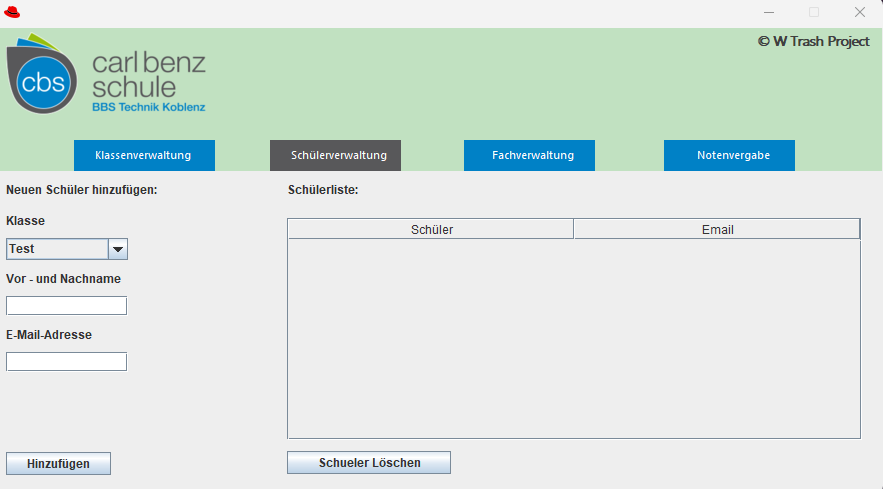 © W Trash Project
cbs
carl benz
schule
BBS Technik Koblenz
Klassenverwaltung
Schülerverwaltung
Fachverwaltung
Notenvergabe
Neuen Schüler hinzufügen:
Klasse
Test
Vor - und Nachname
E-Mail-Adresse
Hinzufügen
Schülerliste:
Schüler
Email
Schueler Löschen